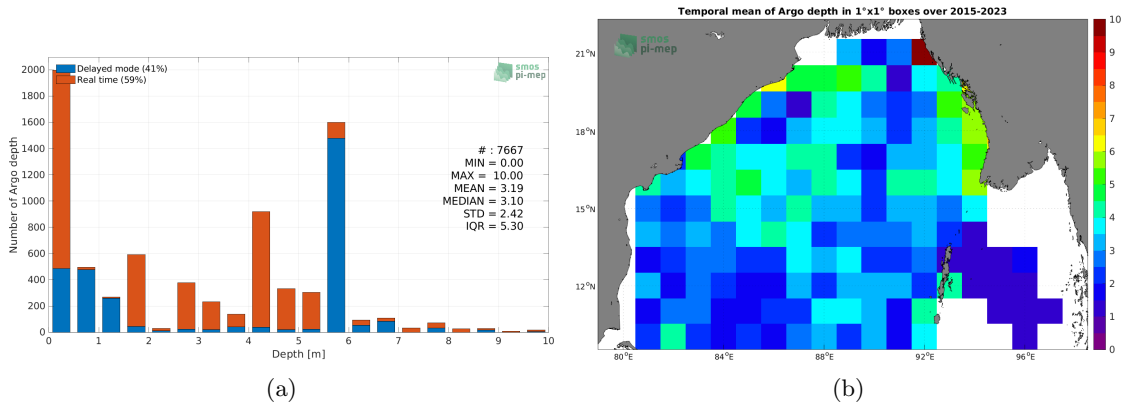 Temporal mean of Argo depth in 1°x1° boxes over 2015-2023
smos
pi-mep
Delayed mode (41%)
Real time (59%)
smos
pi-mep
# : 7667
MIN = 0.00
MAX = 10.00
MEAN = 3.19
MEDIAN = 3.10
STD = 2.42
IQR = 5.30
Number of Argo depth
2000
1800
1600
1400
1200
1000
800
600
400
200
0
0 1 2 3 4 5 6 7 8 9 10
Depth [m]
21°N
18°N
15°N
12°N
80°E 84°E 88°E 92°E 96°E
10
9
8
7
6
5
4
3
2
1
0
(a)
(b)